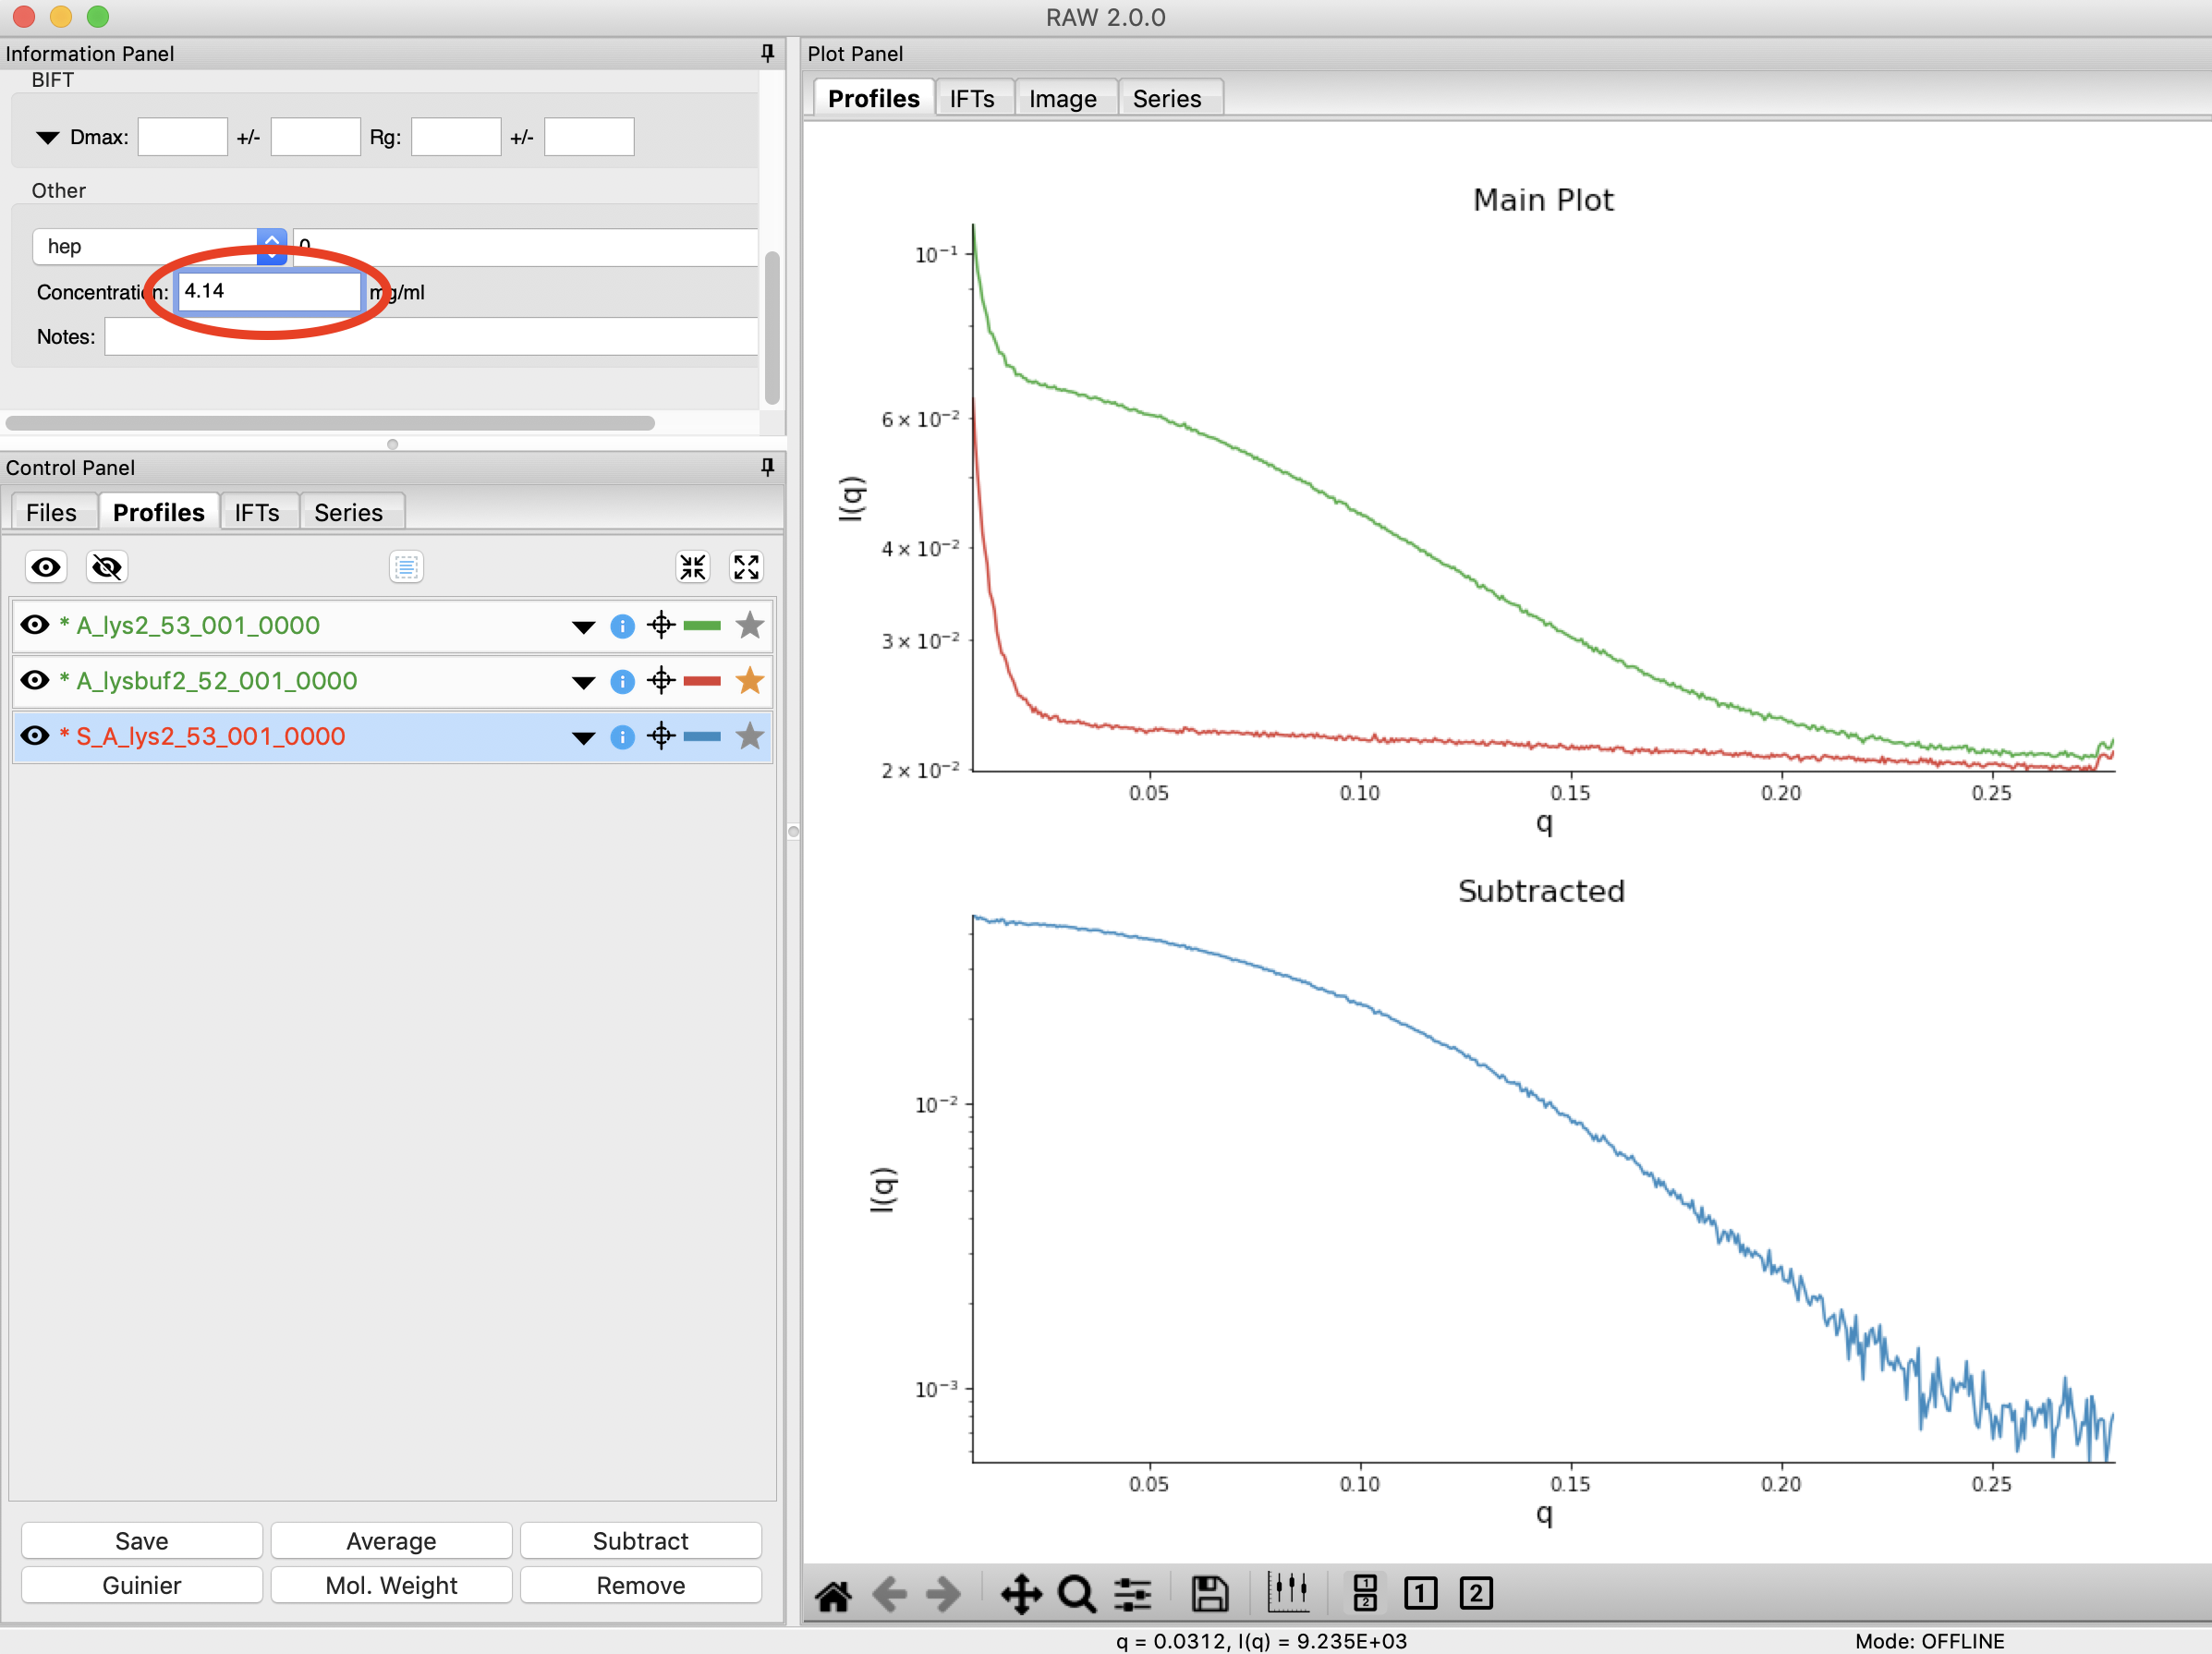 RAW 2.0.0
Information Panel
BIFT
Dmax: +/- Rg: +/-
Other
hep 0
Concentration: 4.14 mg/ml
Notes:
Control Panel
Files Profiles IFTs Series
* A_lys2_53_001_0000
* A_lysbuf2_52_001_0000
* S_A_lys2_53_001_0000
Save Average Subtract
Guinier Mol. Weight Remove
Plot Panel
Profiles IFTs Image Series
Main Plot
I(q)
10⁻¹
6 × 10⁻²
4 × 10⁻²
3 × 10⁻²
2 × 10⁻²
0.05 0.10 0.15 0.20 0.25
q
Subtracted
I(q)
10⁻²
10⁻³
0.05 0.10 0.15 0.20 0.25
q
1 2 1 2
q = 0.0312, I(q) = 9.235E+03
Mode: OFFLINE